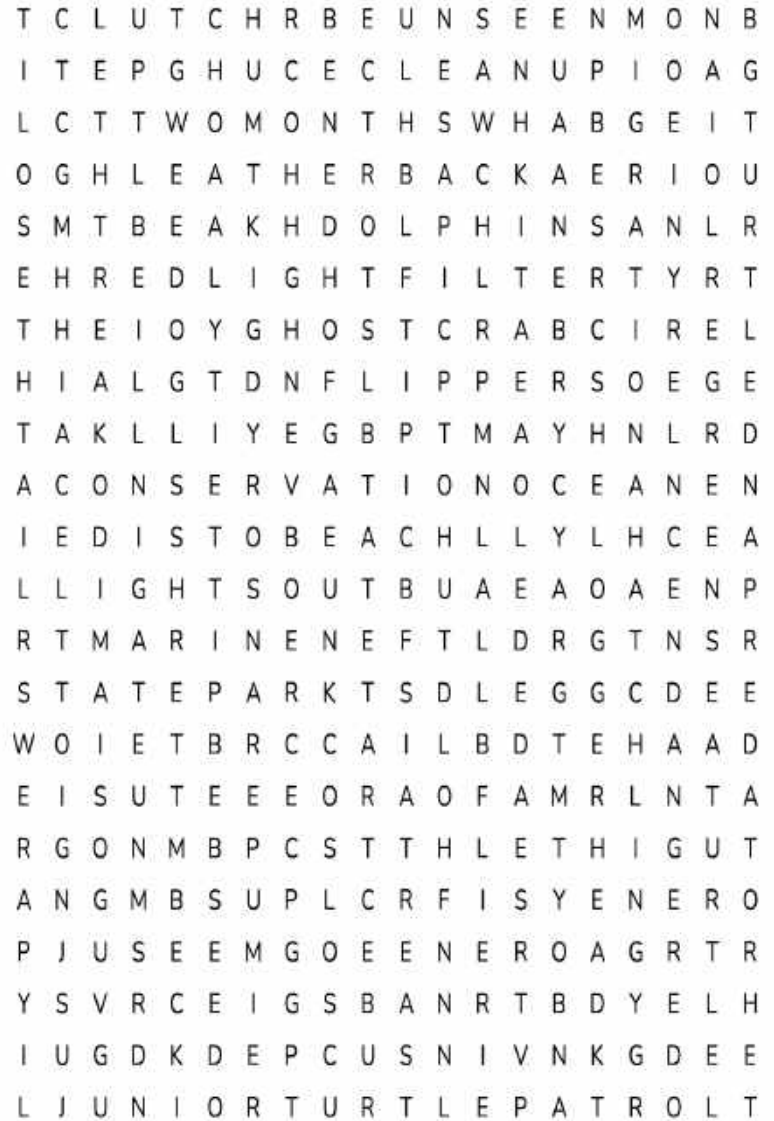 T C L U T C H R B E U N S E E N M O N B
I T E P G H U C E C L E A N U P I O A G
L C T T W O M O N T H S W H A B G E I T
O G H L E A T H E R B A C K A E R I O U
S M T B E A K H D O L P H I N S A N L R
E H R E D L I G H T F I L T E R T Y R T
T H E I O Y G H O S T C R A B C I R E L
H I A L G T D N F L I P P E R S O E G E
T A K L L I Y E G B P T M A Y H N L R D
A C O N S E R V A T I O N O C E A N E N
I E D I S T O B E A C H L L Y L H C E A
L L I G H T S O U T B U A E A O A E N P
R T M A R I N E N E F T L D R G T N S R
S T A T E P A R K T S D L E G G C D E E
W O I E T B R C C A I L B D T E H A A D
E I S U T E E E O R A O F A M R L N T A
R G O N M B P C S T T H L E T H I G U T
A N G M B S U P L C R F I S Y E N E R O
P J U S E E M G O E E N E R O A G R T R
Y S V R C E I G S B A N R T B D Y E L H
I U G D K D E P C U S N I V N K G D E E
L J U N I O R T U R T L E P A T R O L T